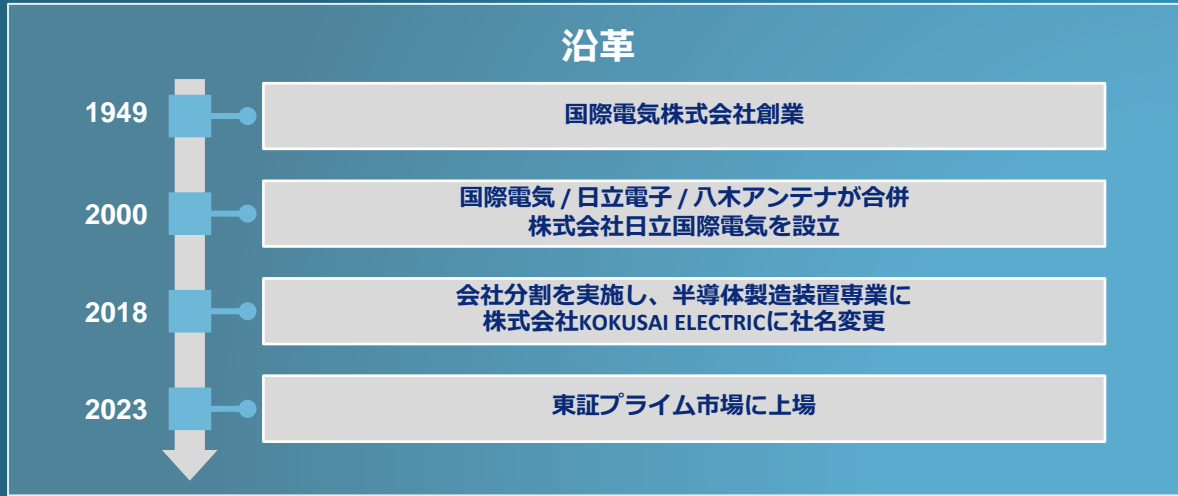 沿革
1949
国際電気株式会社創業
2000
国際電気 / 日立電子 / 八木アンテナが合併
株式会社日立国際電気を設立
2018
会社分割を実施し、半導体製造装置専業に
株式会社KOKUSAI ELECTRICに社名変更
2023
東証プライム市場に上場